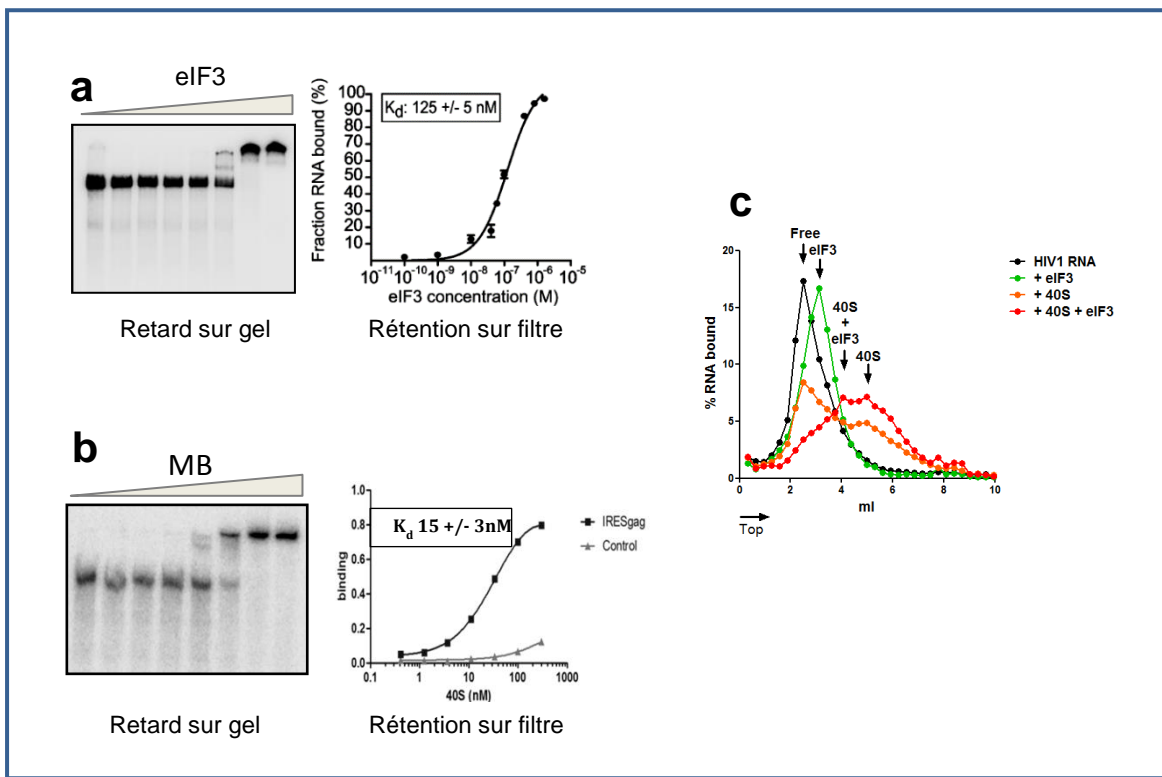 a
eIF3
Retard sur gel
Fraction RNA bound (%)
100
90
80
70
60
50
40
30
20
10
Kd: 125 +/- 5 nM
10-11 10-10 10-9 10-8 10-7 10-6 10-5
eIF3 concentration (M)
Rétention sur filtre
b
MB
Retard sur gel
binding
1.0
0.8
0.6
0.4
0.2
0.0
Kd 15 +/- 3nM
IRESgag
Control
0.1 1 10 100 1000
40S (nM)
Rétention sur filtre
c
Free
eIF3
40S
+
eIF3
40S
HIV1 RNA
+ eIF3
+ 40S
+ 40S + eIF3
% RNA bound
20
15
10
5
0
0 2 4 6 8 10
ml
Top